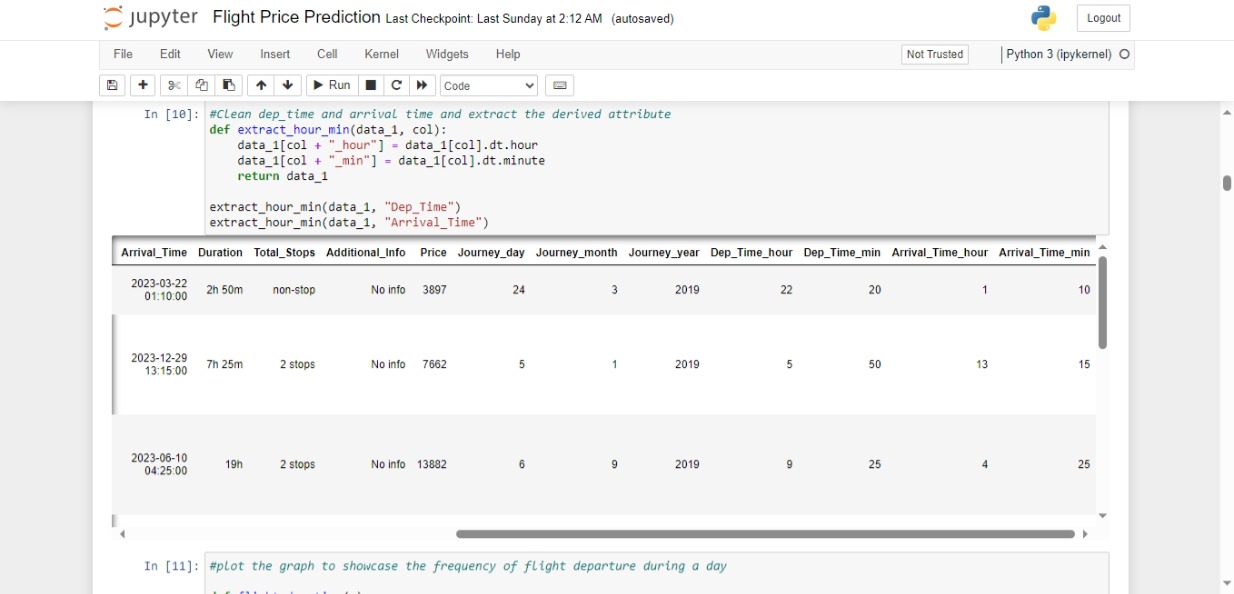 jupyter Flight Price Prediction Last Checkpoint: Last Sunday at 2:12 AM (autosaved)
Logout
File Edit View Insert Cell Kernel Widgets Help
Not Trusted
Python 3 (ipykernel)
Run
Code
In [10]: #Clean dep_time and arrival time and extract the derived attribute
def extract_hour_min(data_1, col):
data_1[col + "_hour"] = data_1[col].dt.hour
data_1[col + "_min"] = data_1[col].dt.minute
return data_1
extract_hour_min(data_1, "Dep_Time")
extract_hour_min(data_1, "Arrival_Time")
Arrival_Time Duration Total_Stops Additional_Info Price Journey_day Journey_month Journey_year Dep_Time_hour Dep_Time_min Arrival_Time_hour Arrival_Time_min
2023-03-22
01:10:00 2h 50m non-stop No info 3897 24 3 2019 22 20 1 10
2023-12-29
13:15:00 7h 25m 2 stops No info 7662 5 1 2019 5 50 13 15
2023-06-10
04:25:00 19h 2 stops No info 13882 6 9 2019 9 25 4 25
In [11]: #plot the graph to showcase the frequency of flight departure during a day